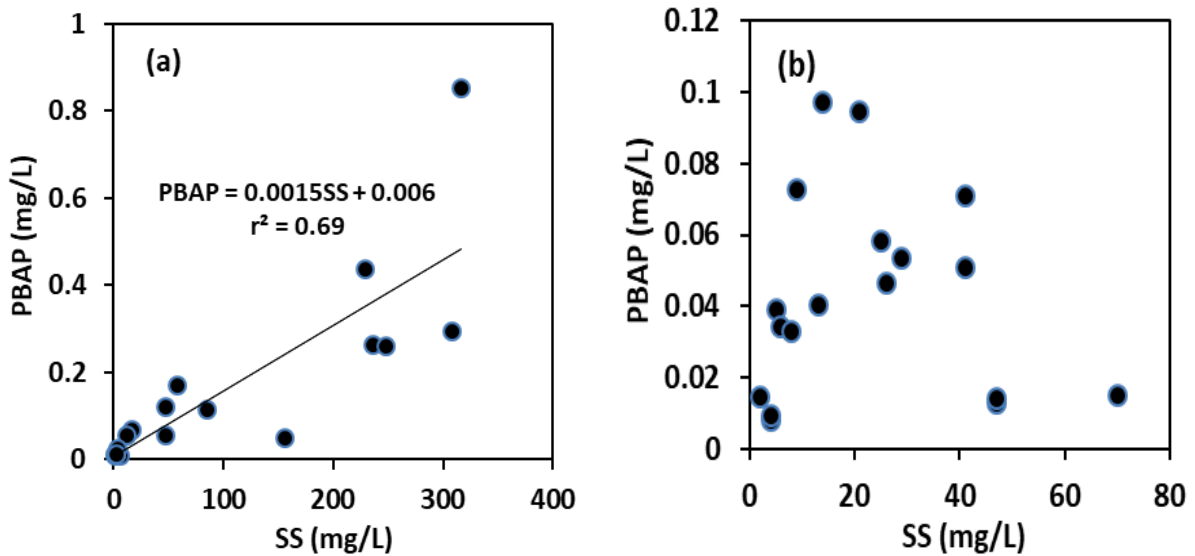 (a)
PBAP (mg/L)
1
0.8
0.6
0.4
0.2
0
PBAP = 0.0015SS + 0.006
r² = 0.69
0 100 200 300 400
SS (mg/L)
(b)
PBAP (mg/L)
0.12
0.1
0.08
0.06
0.04
0.02
0
0 20 40 60 80
SS (mg/L)